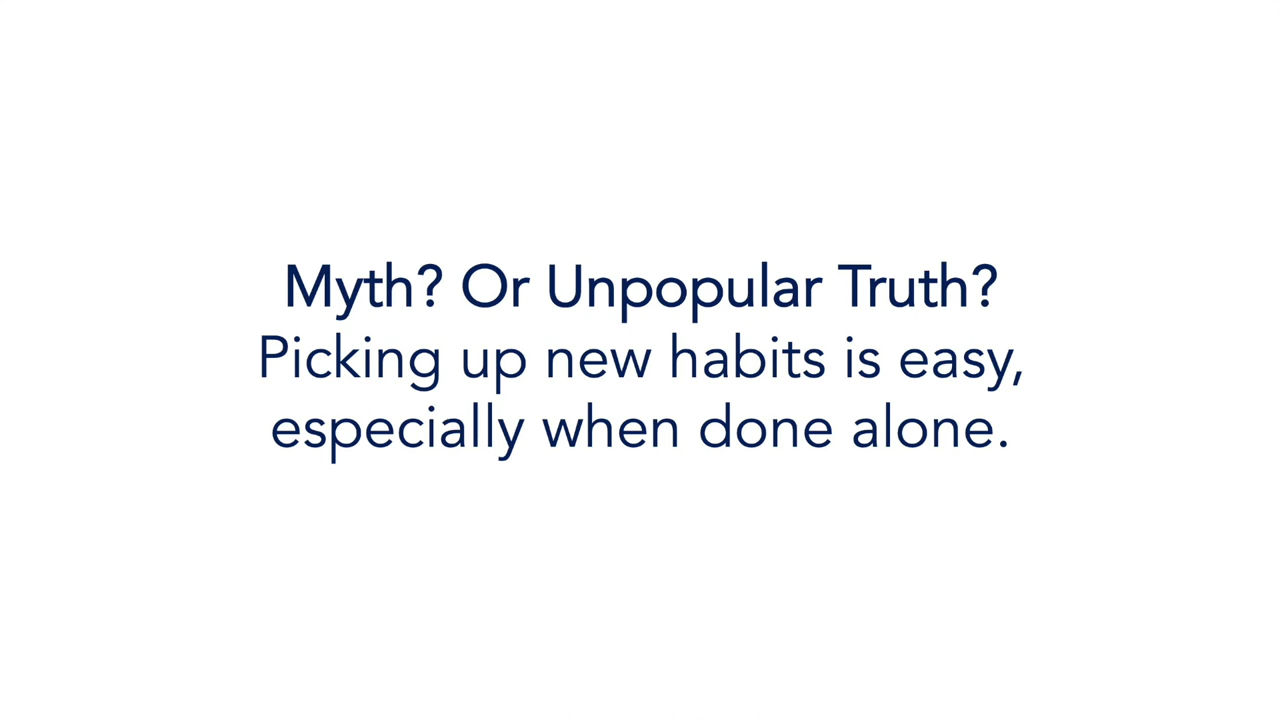 Myth? Or Unpopular Truth?
Picking up new habits is easy,
especially when done alone.